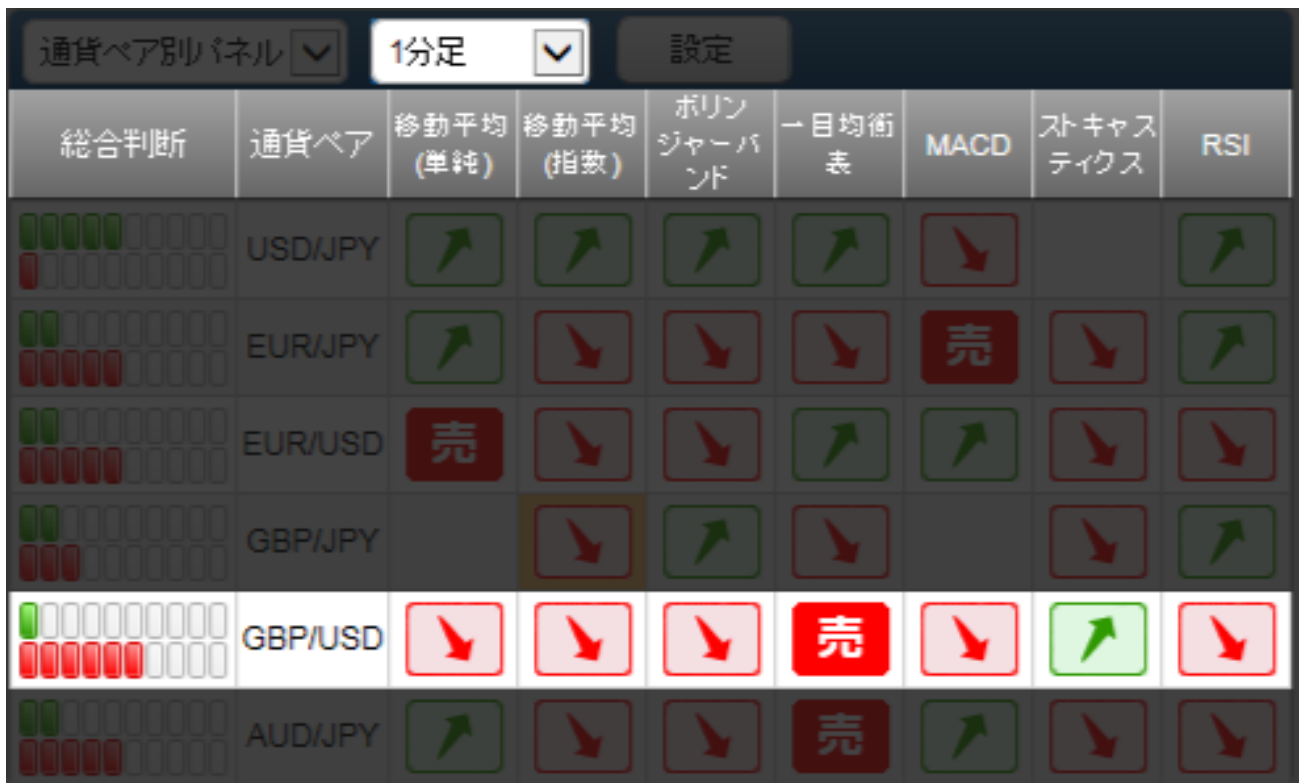 通貨ペア別パネル 1分足 設定
総合判断 通貨ペア 移動平均(単純) 移動平均(指数) ボリンジャーバンド 一目均衡表 MACD ストキャスティクス RSI
USD/JPY
EUR/JPY 売
EUR/USD 売
GBP/JPY
GBP/USD 売
AUD/JPY 売